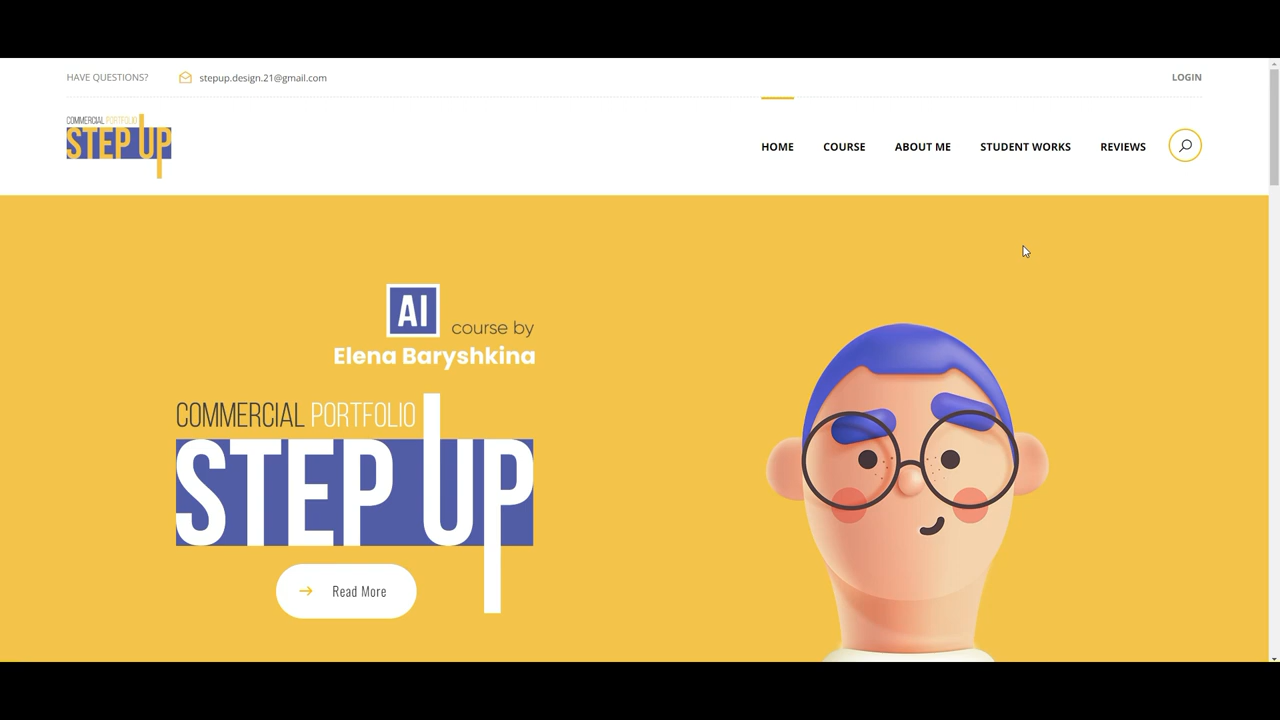 HAVE QUESTIONS? stepup.design.21@gmail.com LOGIN
COMMERCIAL PORTFOLIO
STEP UP
HOME COURSE ABOUT ME STUDENT WORKS REVIEWS
AI course by
Elena Baryshkina
COMMERCIAL PORTFOLIO
STEP UP
Read More